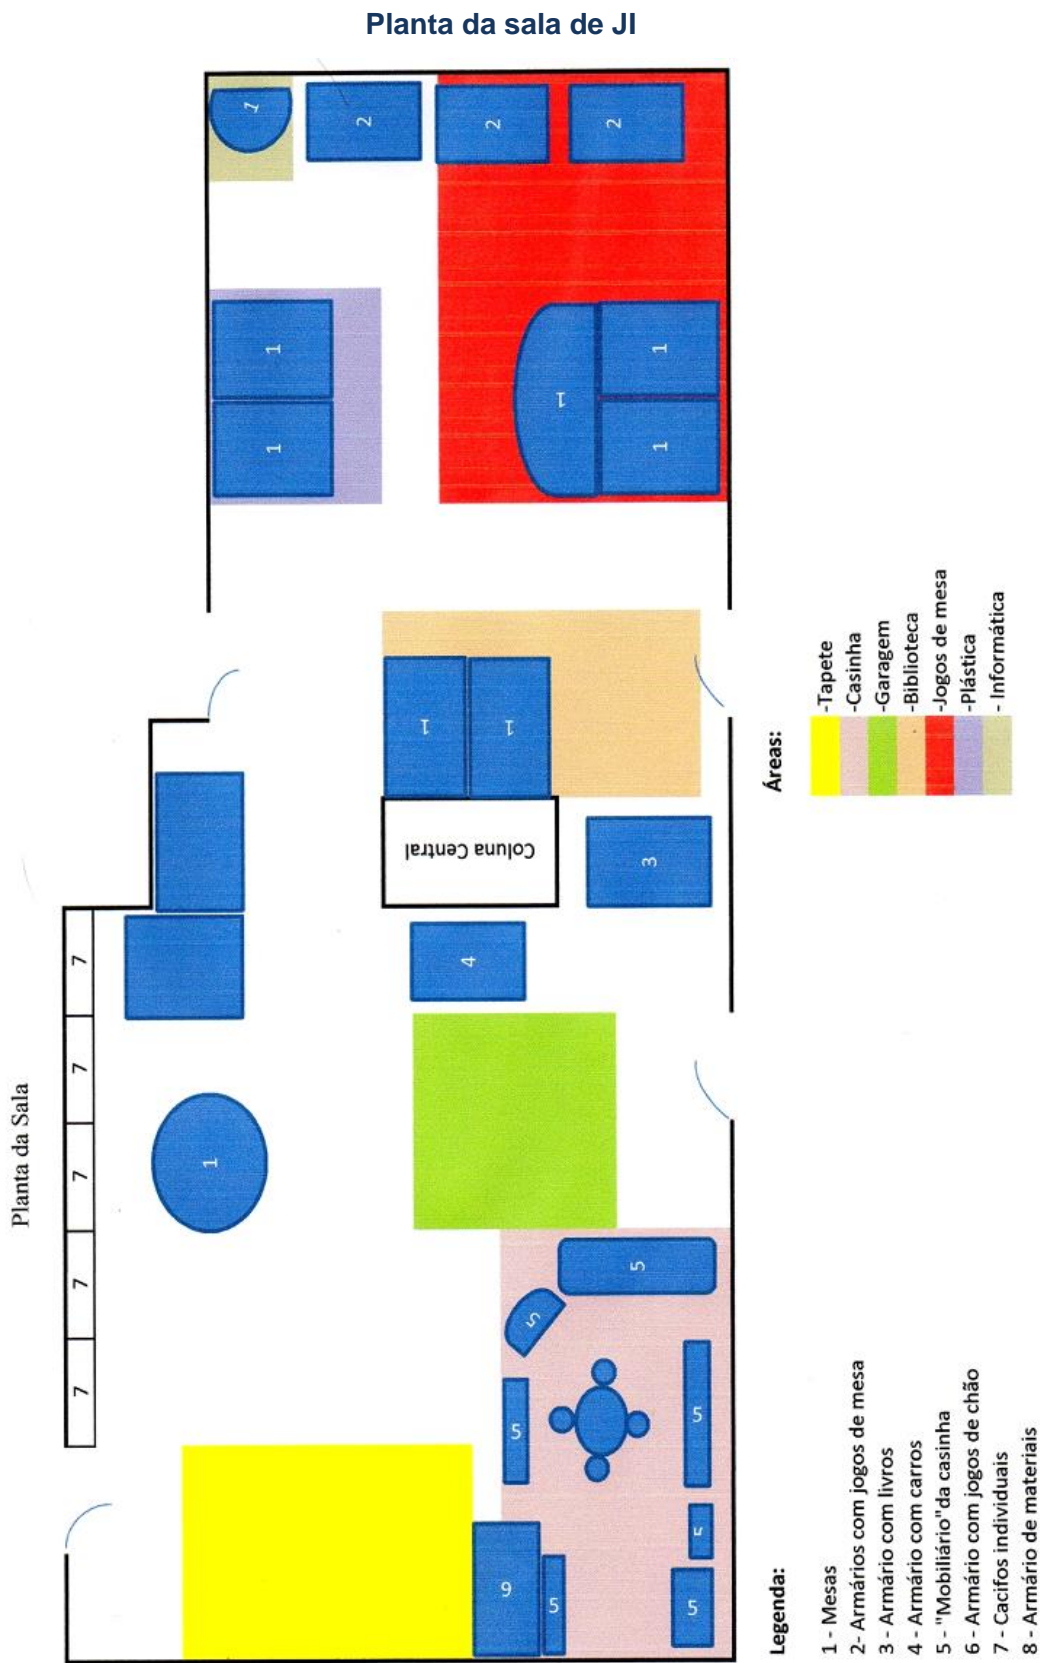 Planta da sala de JI
Planta da Sala
7
7
7
7
7
1
1
2
2
2
1
1
1
1
1
1
1
Coluna Central
3
4
5
5
5
5
5
5
5
9
Legenda:
1 - Mesas
2- Armários com jogos de mesa
3 - Armário com livros
4 - Armário com carros
5 - "Mobiliário"da casinha
6 - Armário com jogos de chão
7 - Cacifos individuais
8 - Armário de materiais
Áreas:
-Tapete
-Casinha
-Garagem
-Biblioteca
-Jogos de mesa
-Plástica
- Informática